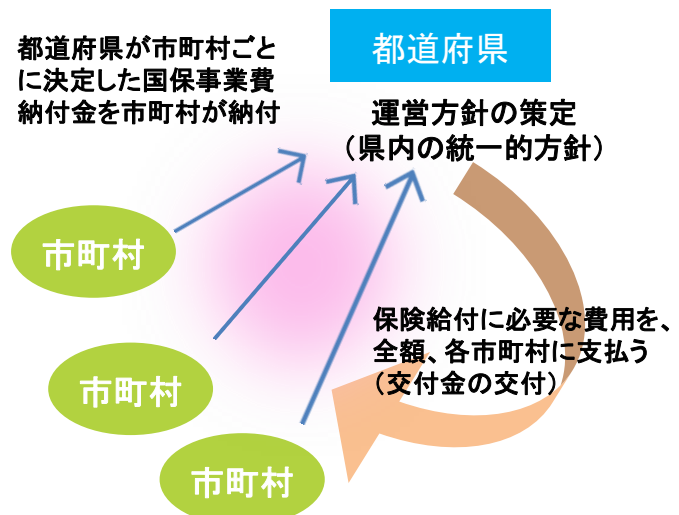 都道府県が市町村ごと
に決定した国保事業費
納付金を市町村が納付
都道府県
運営方針の策定
（県内の統一的方針）
市町村
保険給付に必要な費用を、
全額、各市町村に支払う
（交付金の交付）
市町村
市町村